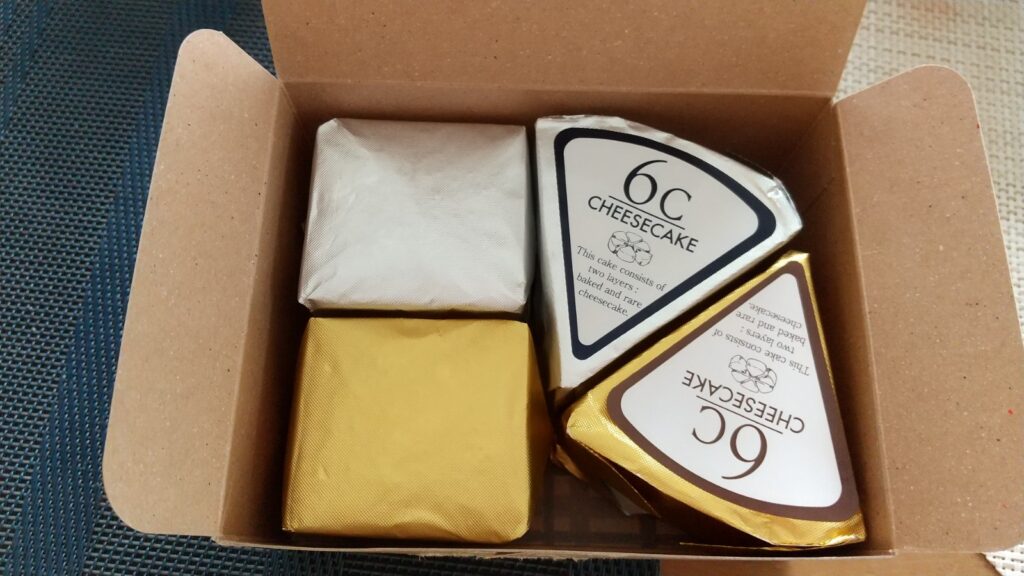 6C
CHEESECAKE
This cake consists of
two layers :
baked and rare
cheesecake.
6C
CHEESECAKE
This cake consists of
two layers :
baked and rare
cheesecake.